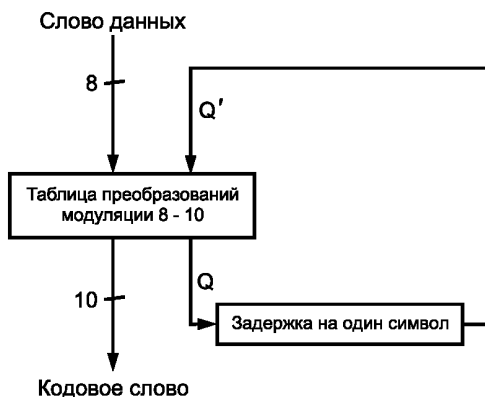 Слово данных
8
Q'
Таблица преобразований
модуляции 8 - 10
10
Q
Задержка на один символ
Кодовое слово